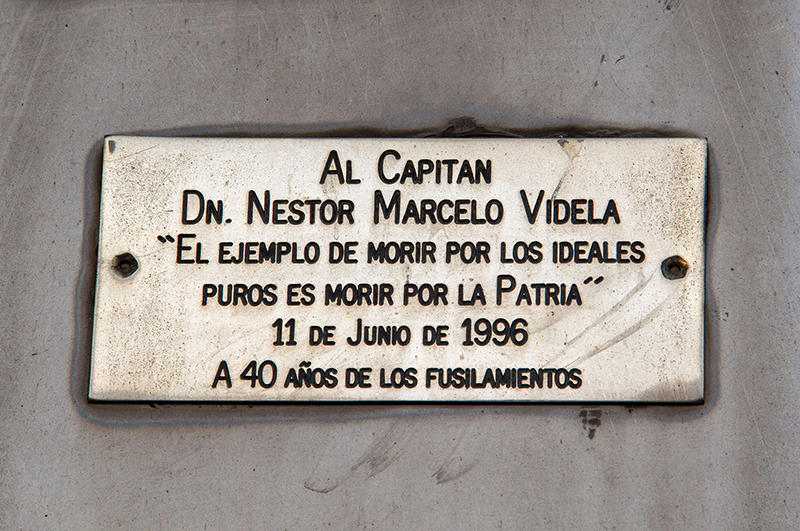 AL CAPITAN
DN. NESTOR MARCELO VIDELA
“EL EJEMPLO DE MORIR POR LOS IDEALES
PUROS ES MORIR POR LA PATRIA”
11 DE JUNIO DE 1996
A 40 AÑOS DE LOS FUSILAMIENTOS